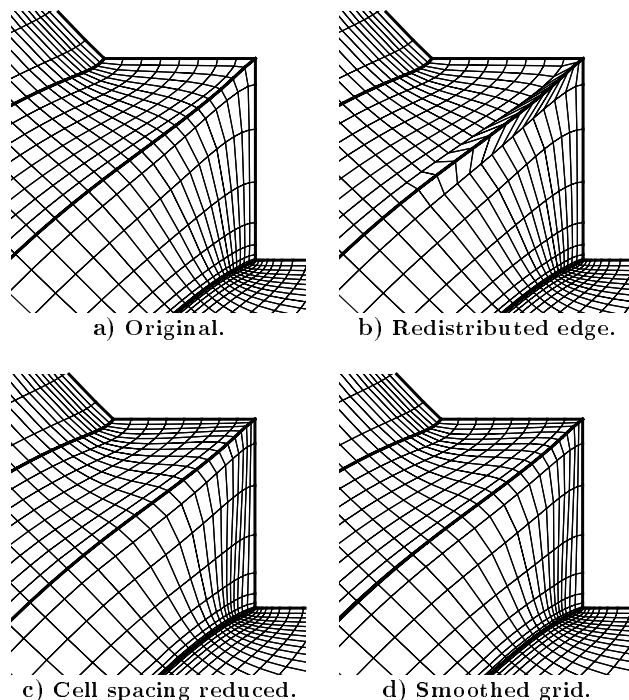 a) Original.
b) Redistributed edge.
c) Cell spacing reduced.
d) Smoothed grid.